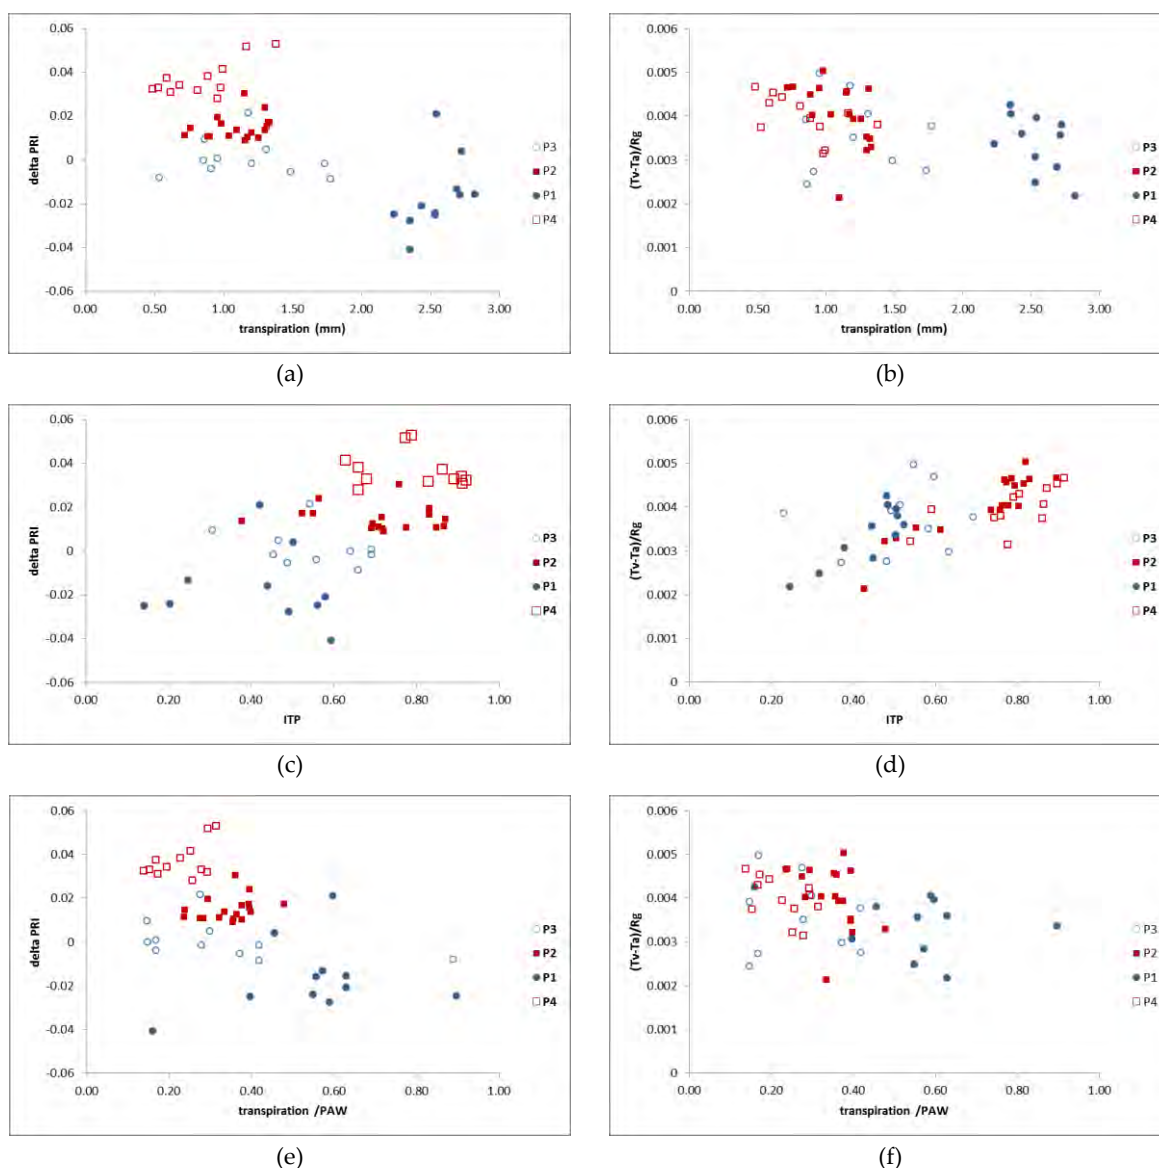 0.06
0.04
0.02
0
-0.02
-0.04
-0.06
delta PRI
0.00 0.50 1.00 1.50 2.00 2.50 3.00
transpiration (mm)
P3
P2
P1
P4
(a)
0.006
0.005
0.004
0.003
0.002
0.001
0
(Tv-Ta)/Rg
0.00 0.50 1.00 1.50 2.00 2.50 3.00
transpiration (mm)
P3
P2
P1
P4
(b)
0.06
0.04
0.02
0
-0.02
-0.04
-0.06
delta PRI
0.00 0.20 0.40 0.60 0.80 1.00
ITP
P3
P2
P1
P4
(c)
0.006
0.005
0.004
0.003
0.002
0.001
0
(Tv-Ta)/Rg
0.00 0.20 0.40 0.60 0.80 1.00
ITP
P3
P2
P1
P4
(d)
0.06
0.04
0.02
0
-0.02
-0.04
-0.06
delta PRI
0.00 0.20 0.40 0.60 0.80 1.00
transpiration /PAW
P3
P2
P1
P4
(e)
0.006
0.005
0.004
0.003
0.002
0.001
0
(Tv-Ta)/Rg
0.00 0.20 0.40 0.60 0.80 1.00
transpiration /PAW
P3
P2
P1
P4
(f)